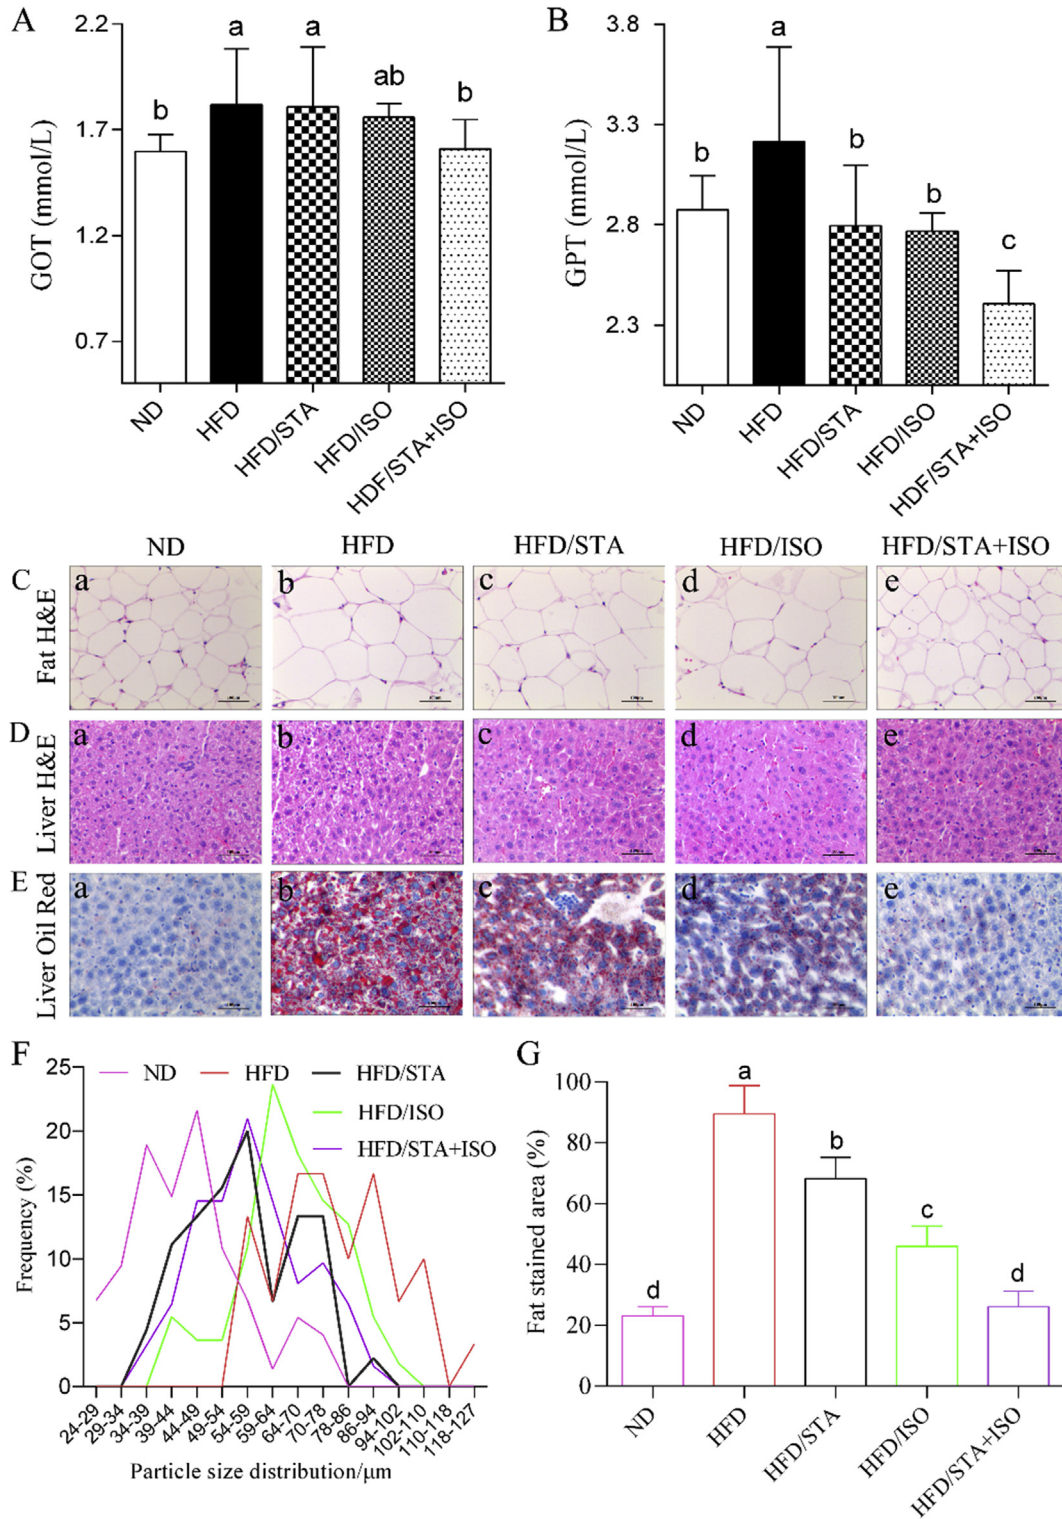 A
2.2
1.7
1.2
0.7
GOT (mmol/L)
b
a
a
ab
b
ND
HFD
HFD/STA
HFD/ISO
HDF/STA+ISO
B
3.8
3.3
2.8
2.3
GPT (mmol/L)
b
a
b
b
c
ND
HFD
HFD/STA
HFD/ISO
HDF/STA+ISO
ND
HFD
HFD/STA
HFD/ISO
HFD/STA+ISO
C
Fat H&E
a
b
c
d
e
D
Liver H&E
a
b
c
d
e
E
Liver Oil Red
a
b
c
d
e
F
25
20
15
10
5
0
Frequency (%)
ND
HFD
HFD/STA
HFD/ISO
HFD/STA+ISO
24-29
29-34
34-39
39-44
44-49
49-54
54-59
59-64
64-70
70-78
78-86
86-94
94-102
102-110
110-118
118-127
Particle size distribution/μm
G
100
80
60
40
20
0
Fat stained area (%)
d
a
b
c
d
ND
HFD
HFD/STA
HFD/ISO
HFD/STA+ISO